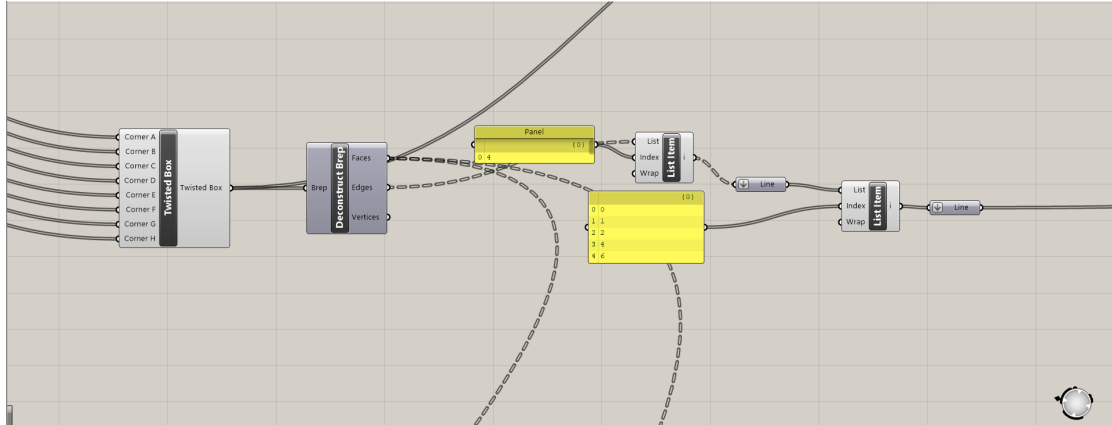 Corner A
Corner B
Corner C
Corner D
Corner E
Corner F
Corner G
Corner H
Twisted Box
Twisted Box
Brep
Deconstruct Brep
Faces
Edges
Vertices
Panel
{0}
0 4
List
Index
Wrap
List Item
i
{0}
0 0
1 1
2 2
3 4
4 6
Line
List
Index
Wrap
List Item
i
Line